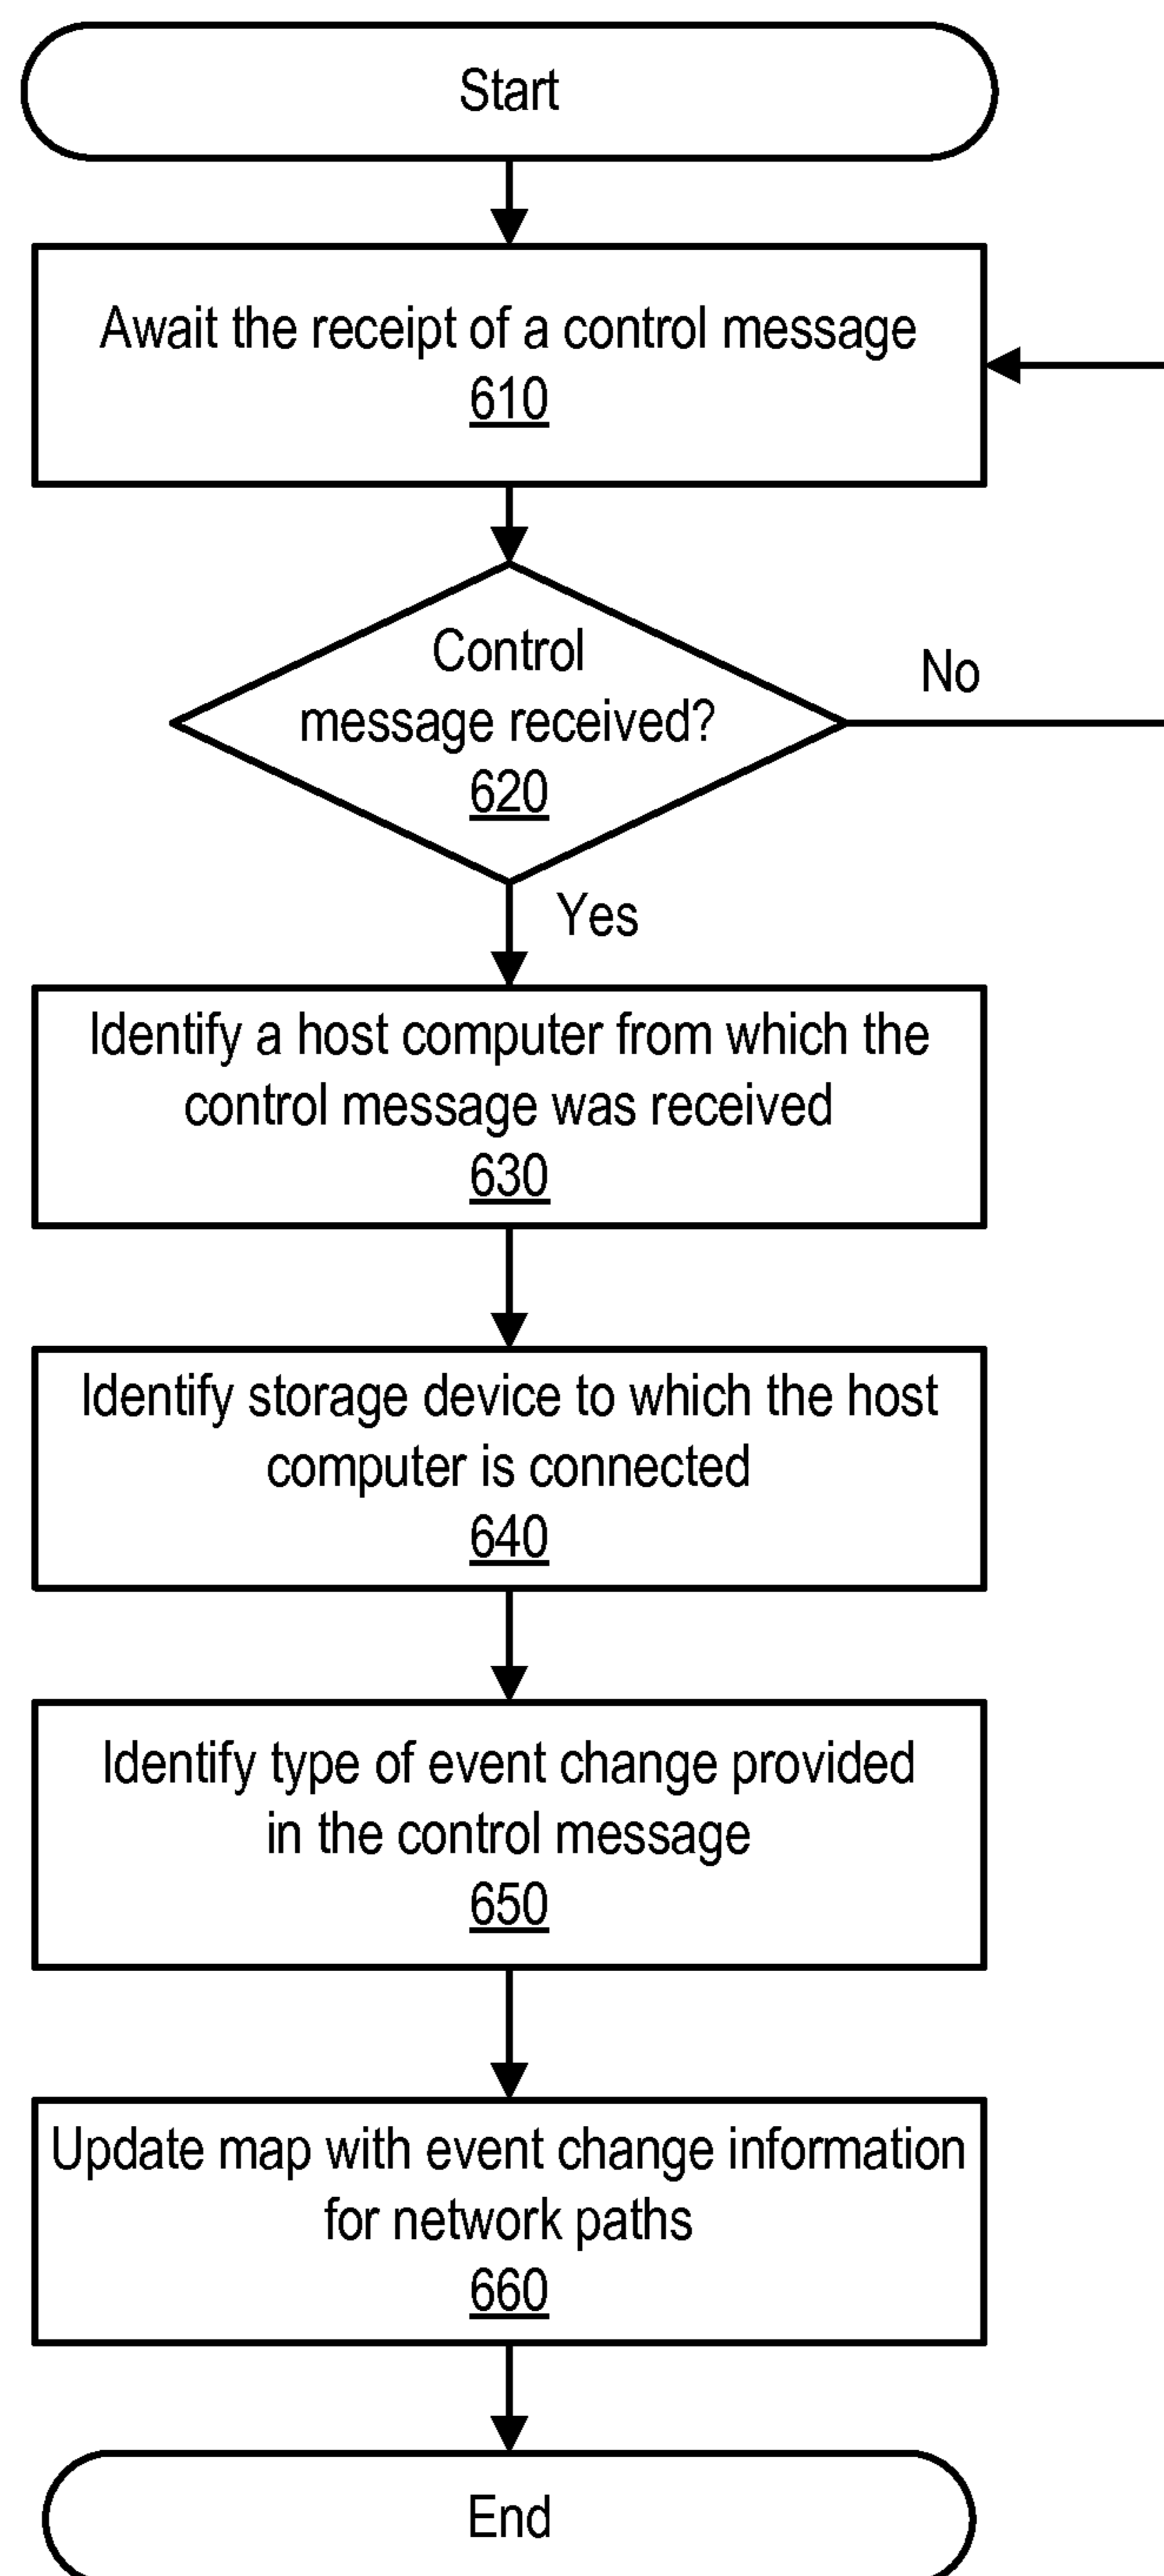 Start
Await the receipt of a control message
610
Control
message received?
620
No
Yes
Identify a host computer from which the
control message was received
630
Identify storage device to which the host
computer is connected
640
Identify type of event change provided
in the control message
650
Update map with event change information
for network paths
660
End